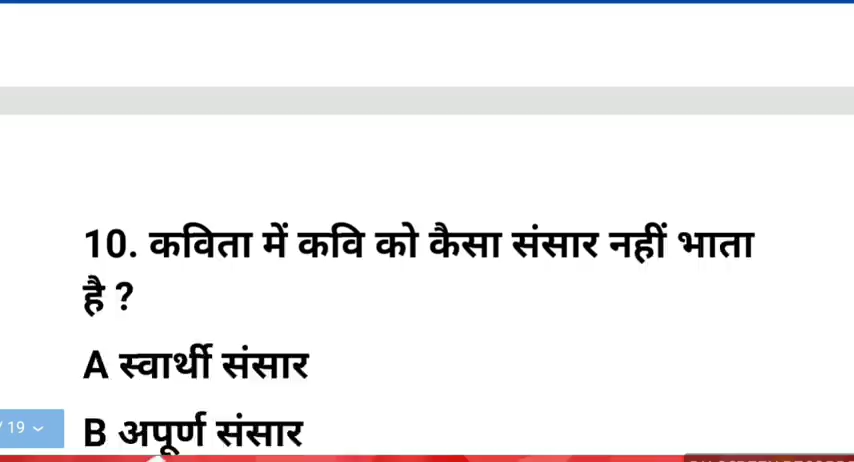 10. कविता में कवि को कैसा संसार नहीं भाता
है ?
A स्वार्थी संसार
B अपूर्ण संसार
/ 19